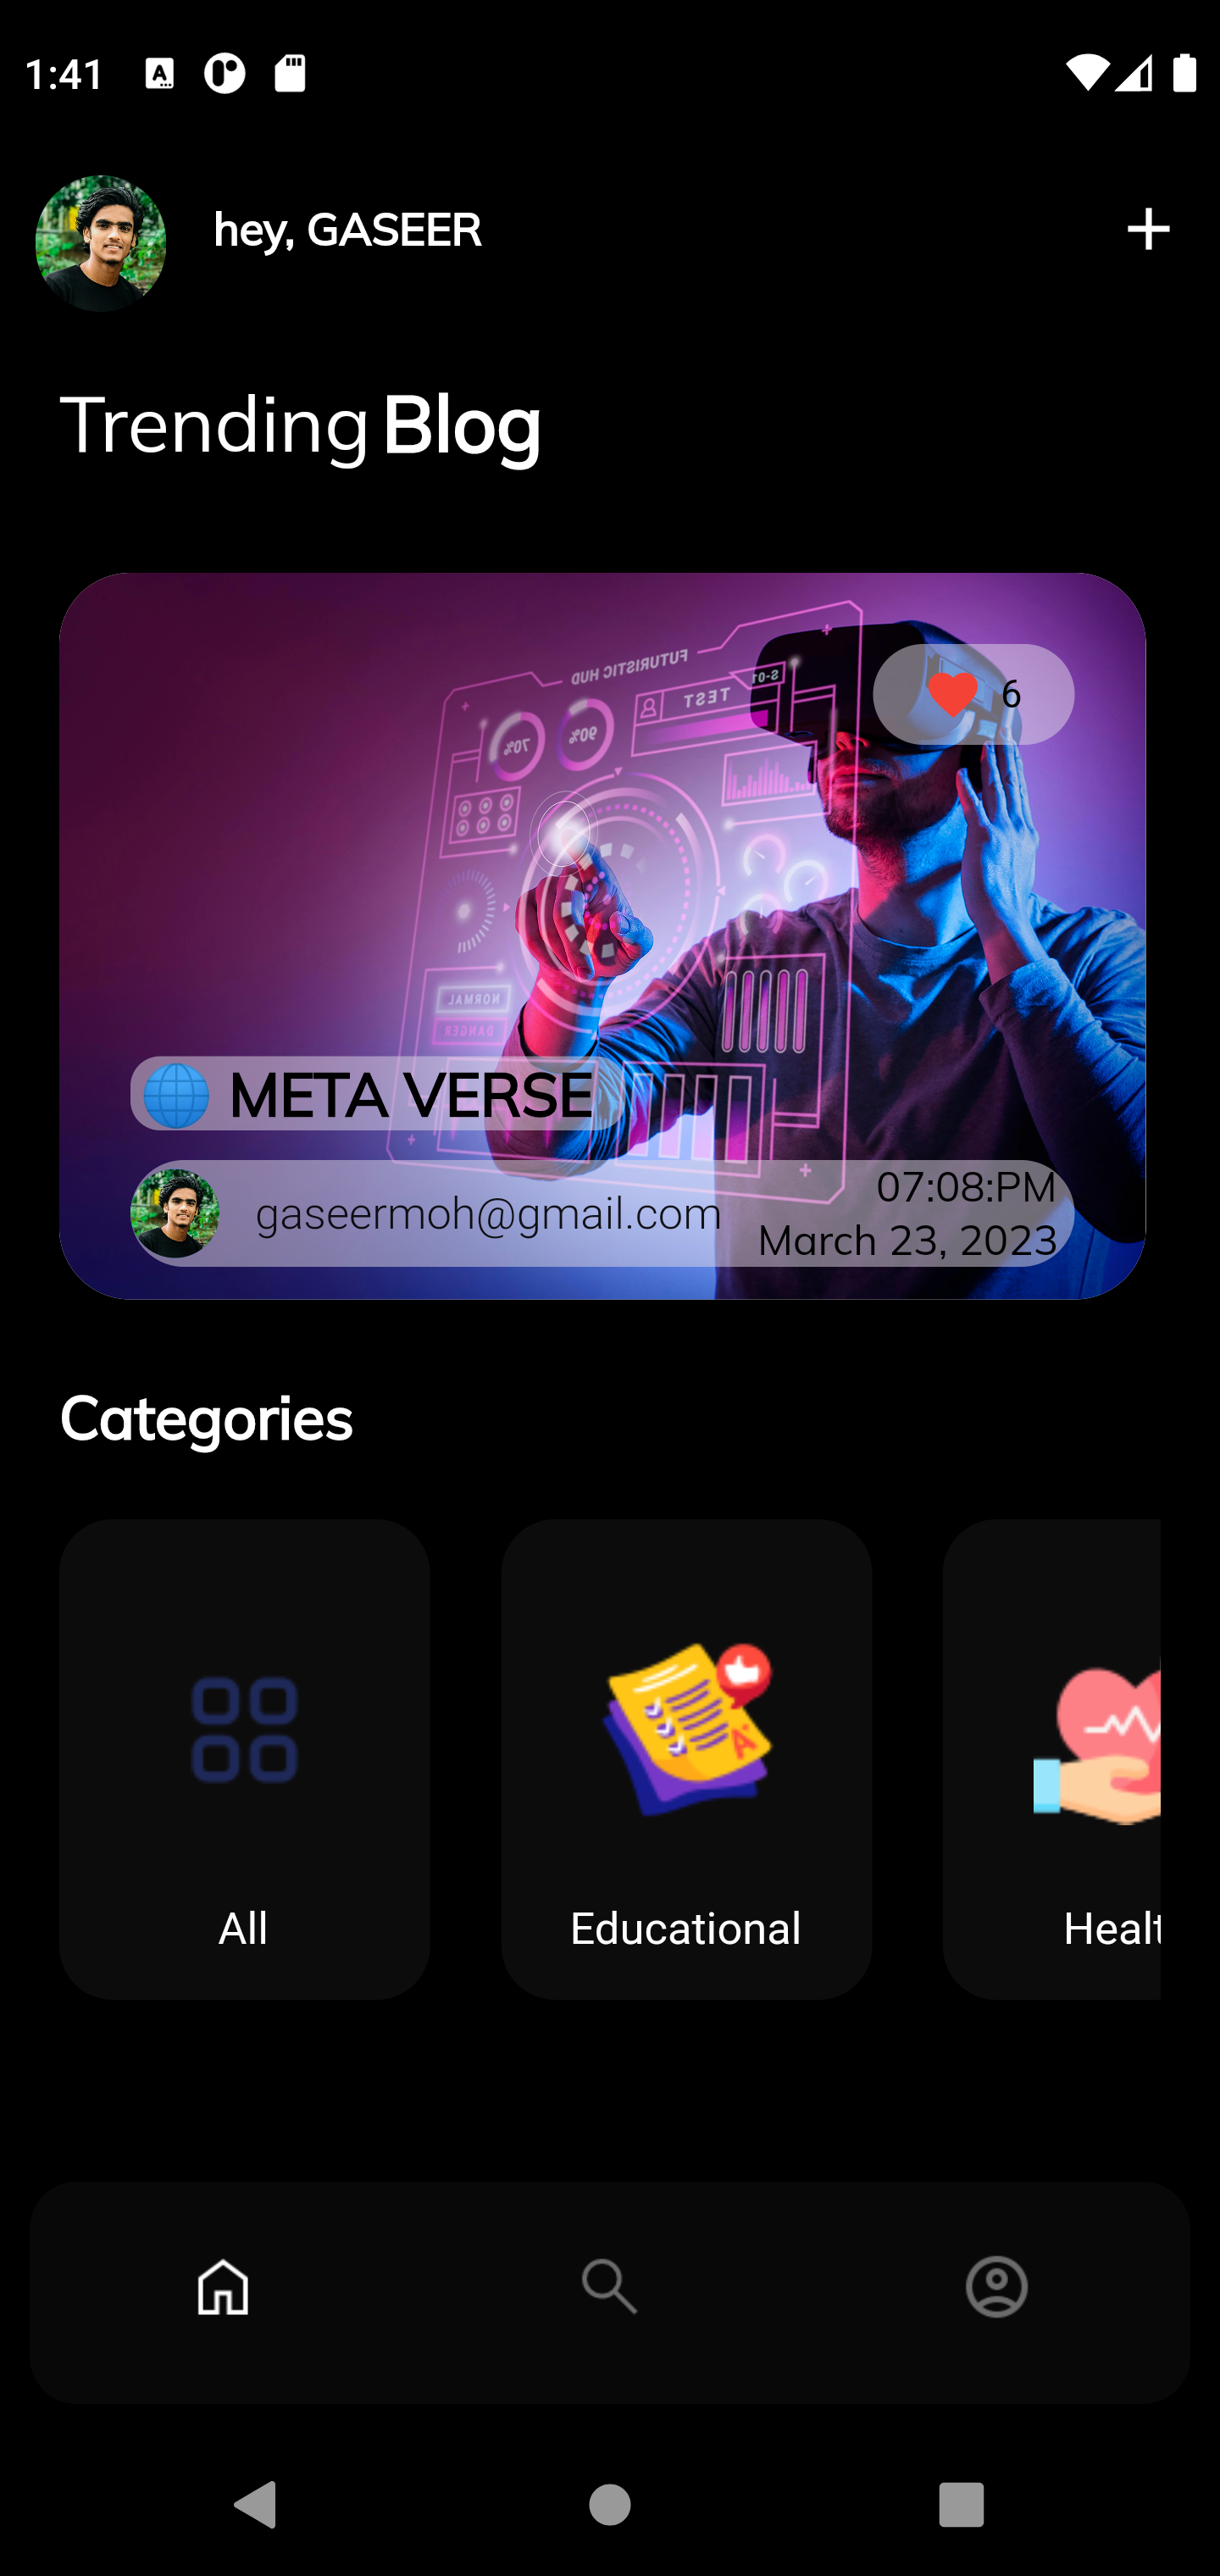 1:41
hey, GASEER
Trending Blog
FUTURISTIC HUD
S-01
TEST
70%
90%
6
NORMAL
DANGER
🌐 META VERSE
gaseermoh@gmail.com
07:08:PM
March 23, 2023
Categories
All
Educational
Healt